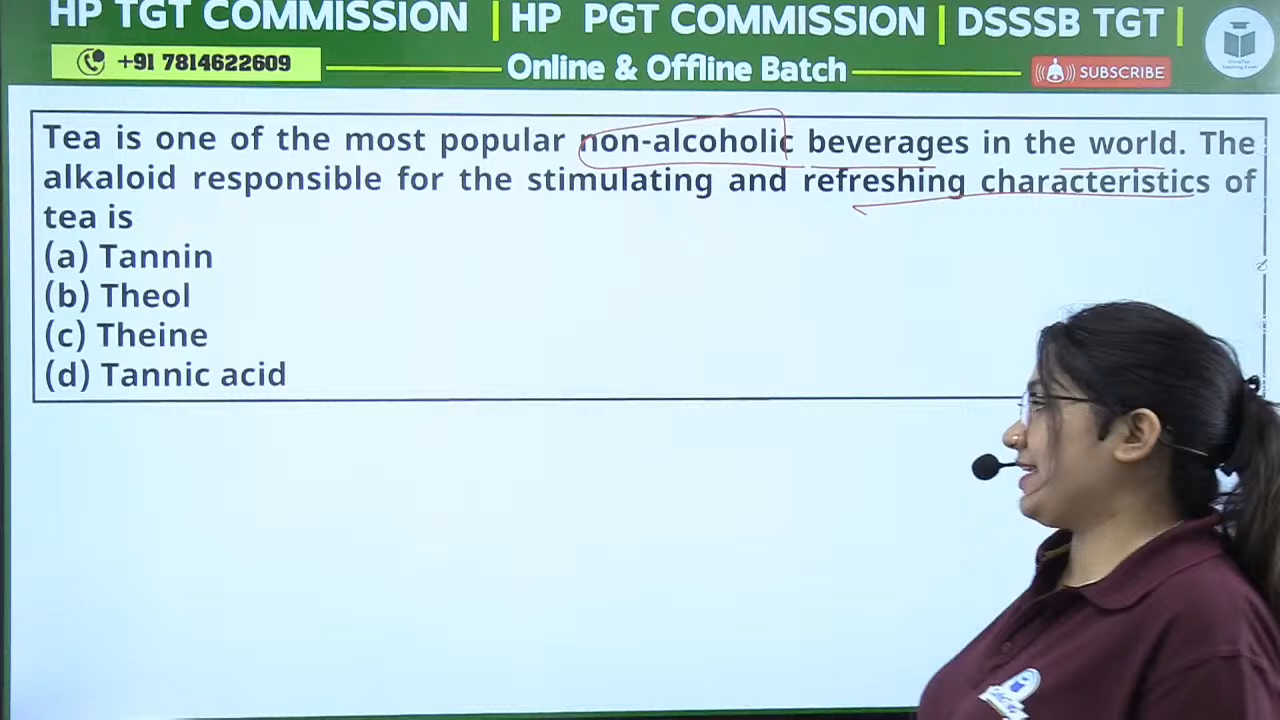 HP TGT COMMISSION | HP PGT COMMISSION | DSSSB TGT |
+91 7814622609
Online & Offline Batch
SUBSCRIBE
Tea is one of the most popular non-alcoholic beverages in the world. The
alkaloid responsible for the stimulating and refreshing characteristics of
tea is
(a) Tannin
(b) Theol
(c) Theine
(d) Tannic acid